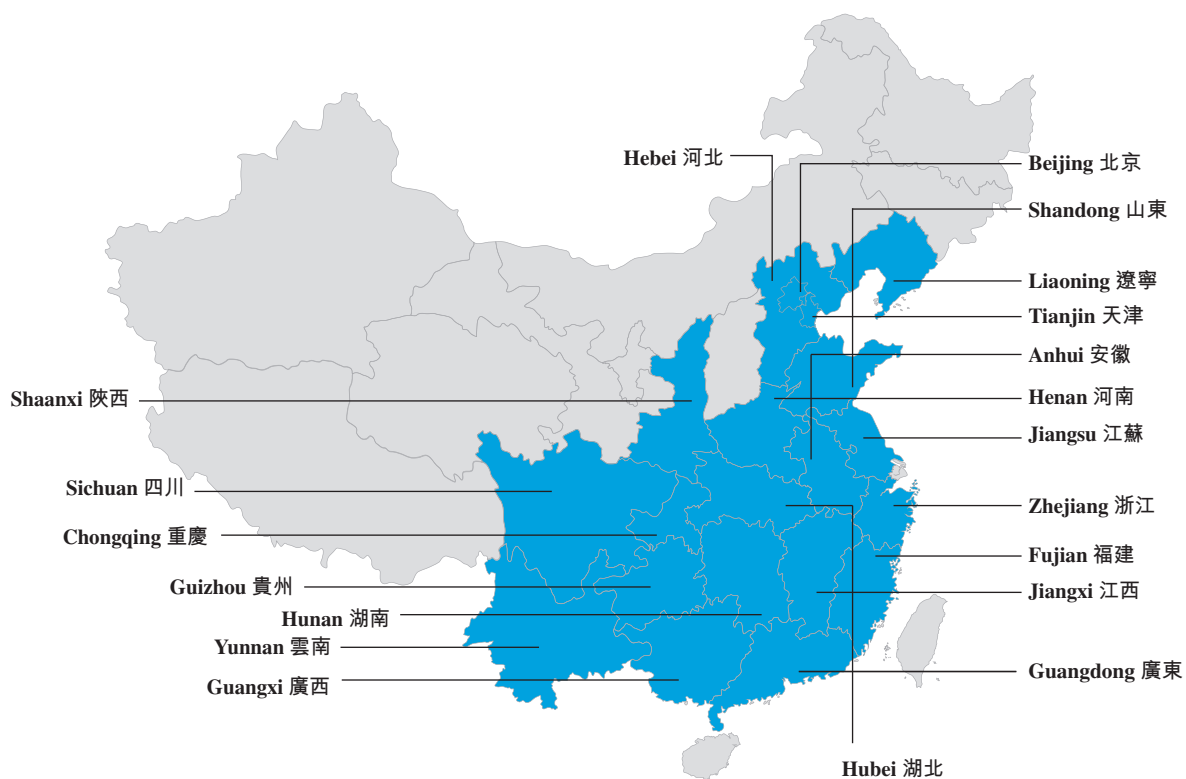 Hebei 河北
Beijing 北京
Shandong 山東
Liaoning 遼寧
Tianjin 天津
Anhui 安徽
Shaanxi 陝西
Henan 河南
Jiangsu 江蘇
Sichuan 四川
Zhejiang 浙江
Chongqing 重慶
Fujian 福建
Guizhou 貴州
Jiangxi 江西
Hunan 湖南
Yunnan 雲南
Guangdong 廣東
Guangxi 廣西
Hubei 湖北